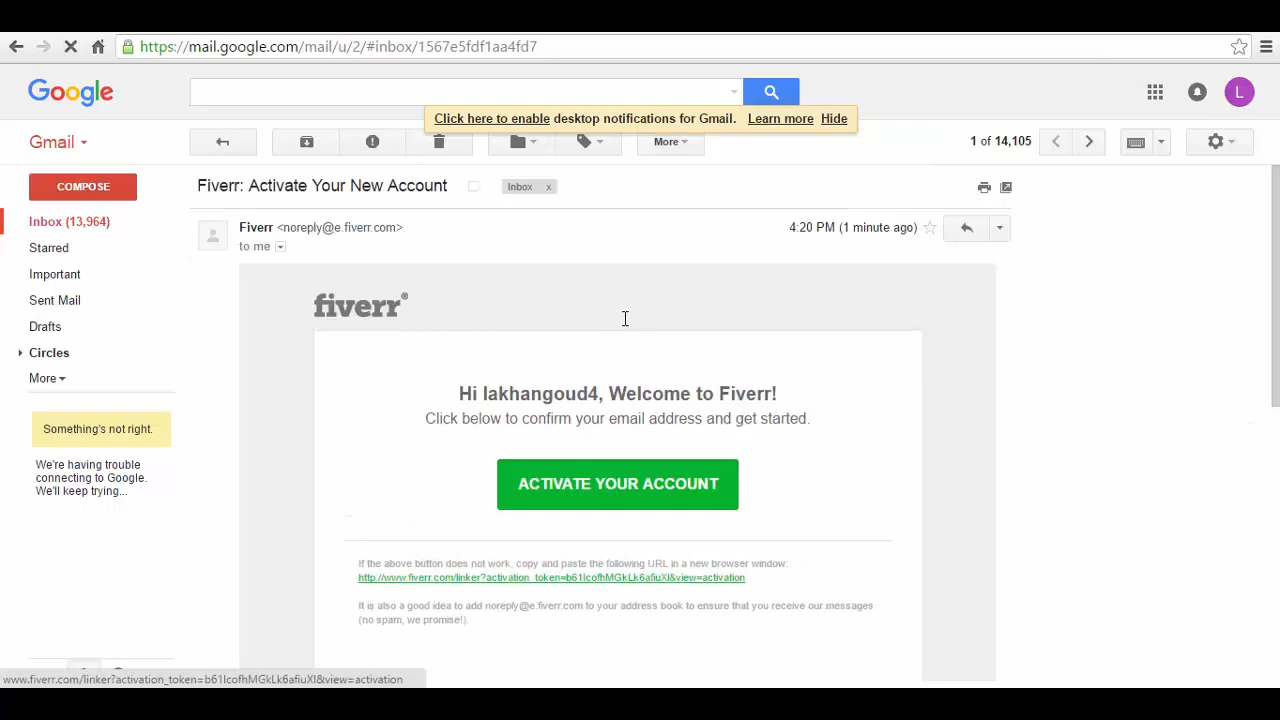 https://mail.google.com/mail/u/2/#inbox/1567e5fdf1aa4fd7
Google
L
Click here to enable desktop notifications for Gmail. Learn more Hide
Gmail
More
1 of 14,105
COMPOSE
Fiverr: Activate Your New Account
Inbox x
Inbox (13,964)
Fiverr <noreply@e.fiverr.com>
4:20 PM (1 minute ago)
to me
Starred
Important
Sent Mail
Drafts
Circles
More
fiverr®
Hi lakhangoud4, Welcome to Fiverr!
Click below to confirm your email address and get started.
Something's not right.
We're having trouble
connecting to Google.
We'll keep trying...
ACTIVATE YOUR ACCOUNT
If the above button does not work, copy and paste the following URL in a new browser window:
http://www.fiverr.com/linker?activation_token=b61IcofhMGkLk6afiuXI&view=activation
It is also a good idea to add noreply@e.fiverr.com to your address book to ensure that you receive our messages
(no spam, we promise!).
www.fiverr.com/linker?activation_token=b61IcofhMGkLk6afiuXI&view=activation